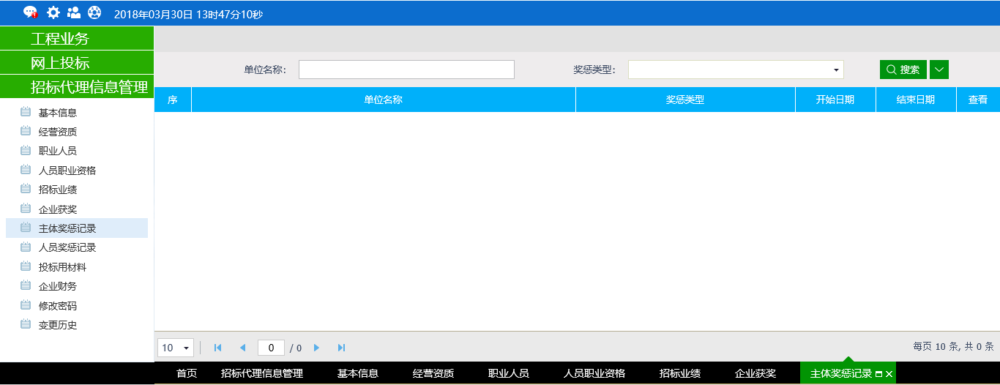 2018年03月30日 13时47分10秒
工程业务
网上投标
招标代理信息管理
基本信息
经营资质
职业人员
人员职业资格
招标业绩
企业获奖
主体奖惩记录
人员奖惩记录
投标用材料
企业财务
修改密码
变更历史
单位名称： 奖惩类型： 搜索
序 单位名称 奖惩类型 开始日期 结束日期 查看
10 0 / 0 每页 10 条, 共 0 条
首页 招标代理信息管理 基本信息 经营资质 职业人员 人员职业资格 招标业绩 企业获奖 主体奖惩记录